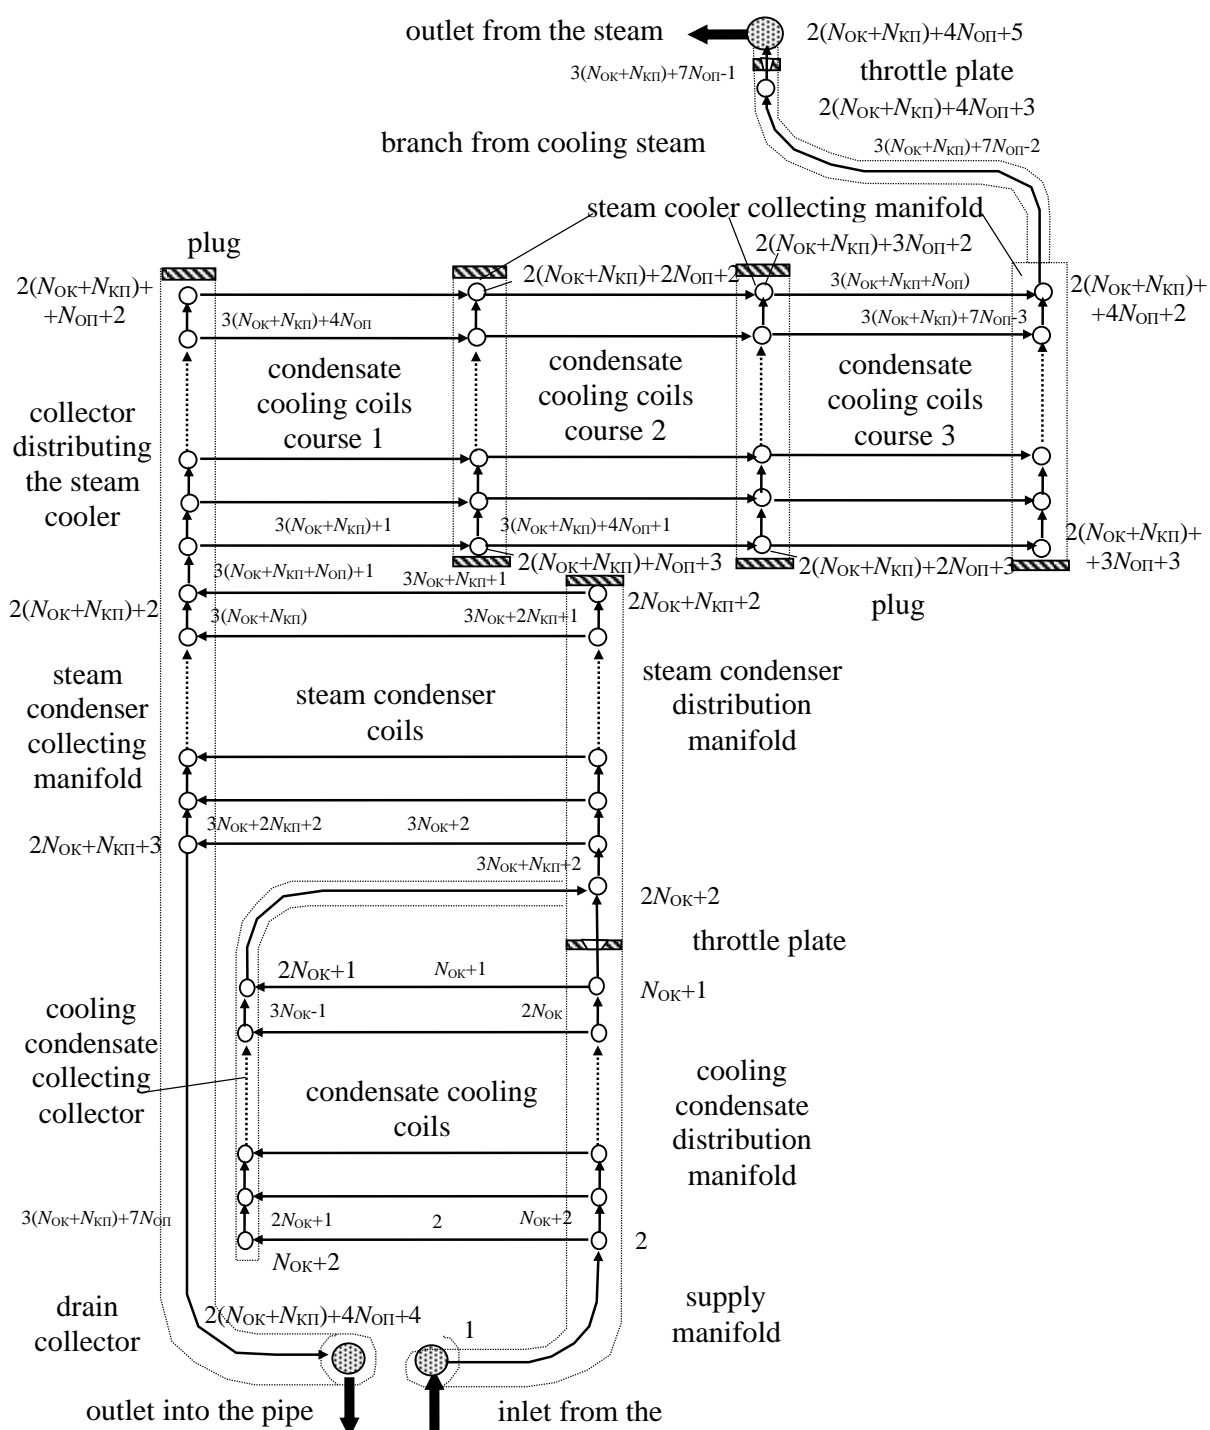 outlet from the steam
2(NОК+NКП)+4NОП+5
3(NОК+NКП)+7NОП-1
throttle plate
2(NОК+NКП)+4NОП+3
branch from cooling steam
3(NОК+NКП)+7NОП-2
steam cooler collecting manifold
plug
2(NОК+NКП)+3NОП+2
2(NОК+NКП)+
+NОП+2
2(NОК+NКП)+2NОП+2
3(NОК+NКП+NОП)
2(NОК+NКП)+
+4NОП+2
3(NОК+NКП)+4NОП
3(NОК+NКП)+7NОП-3
condensate
cooling coils
course 1
condensate
cooling coils
course 2
condensate
cooling coils
course 3
collector
distributing
the steam
cooler
3(NОК+NКП)+1
3(NОК+NКП)+4NОП+1
2(NОК+NКП)+
+3NОП+3
2(NОК+NКП)+NОП+3
2(NОК+NКП)+2NОП+3
3(NОК+NКП+NОП)+1
3NОК+NКП+1
2(NОК+NКП)+2
2NОК+NКП+2
plug
3(NОК+NКП)
3NОК+2NКП+1
steam
condenser
collecting
manifold
steam condenser
coils
steam condenser
distribution
manifold
3NОК+2NКП+2
3NОК+2
2NОК+NКП+3
3NОК+NКП+2
2NОК+2
throttle plate
2NОК+1
NОК+1
NОК+1
3NОК-1
2NОК
cooling
condensate
collecting
collector
condensate cooling
coils
cooling
condensate
distribution
manifold
3(NОК+NКП)+7NОП
2NОК+1
2
NОК+2
2
NОК+2
drain
collector
2(NОК+NКП)+4NОП+4
1
supply
manifold
outlet into the pipe
inlet from the